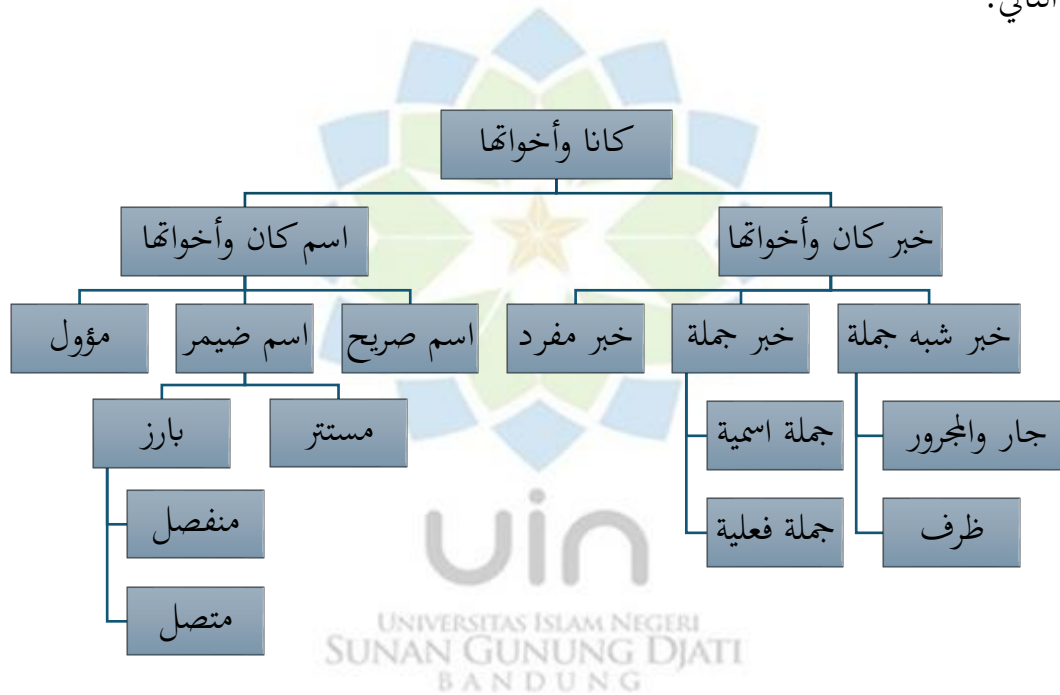 التالي:
كانا وأخواتها
خبر كان وأخواتها
اسم كان وأخواتها
خبر شبه جملة
خبر جملة
خبر مفرد
اسم صريح
اسم ضيمر
مؤول
جار والمجرور
جملة اسمية
مستتر
بارز
ظرف
جملة فعلية
منفصل
متصل
uin
UNIVERSITAS ISLAM NEGERI
SUNAN GUNUNG DJATI
BANDUNG